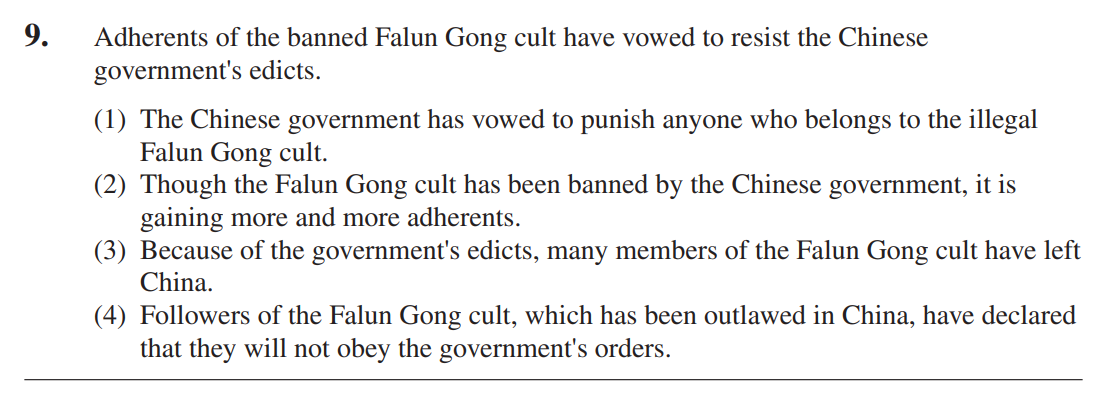 9. Adherents of the banned Falun Gong cult have vowed to resist the Chinese
government's edicts.
(1) The Chinese government has vowed to punish anyone who belongs to the illegal
Falun Gong cult.
(2) Though the Falun Gong cult has been banned by the Chinese government, it is
gaining more and more adherents.
(3) Because of the government's edicts, many members of the Falun Gong cult have left
China.
(4) Followers of the Falun Gong cult, which has been outlawed in China, have declared
that they will not obey the government's orders.